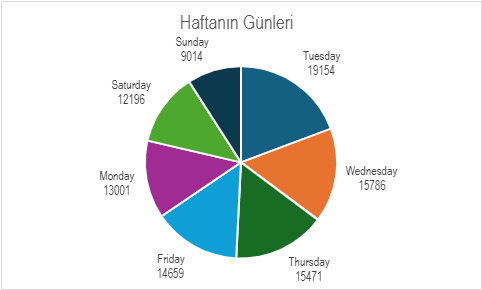 Haftanın Günleri
Tuesday
19154
Wednesday
15786
Thursday
15471
Friday
14659
Monday
13001
Saturday
12196
Sunday
9014